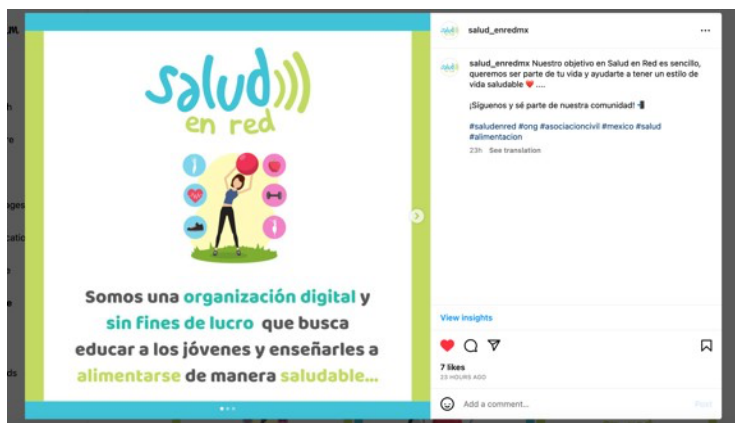 salud
en red
Somos una organización digital y
sin fines de lucro que busca
educar a los jóvenes y enseñarles a
alimentarse de manera saludable...
salud_enredmx
salud_enredmx Nuestro objetivo en Salud en Red es sencillo,
queremos ser parte de tu vida y ayudarte a tener un estilo de
vida saludable ❤️ ....
¡Síguenos y sé parte de nuestra comunidad! 📲
#saludenred #ong #asociacioncivil #mexico #salud
#alimentacion
23h See translation
View insights
7 likes
23 HOURS AGO
Add a comment...
Post